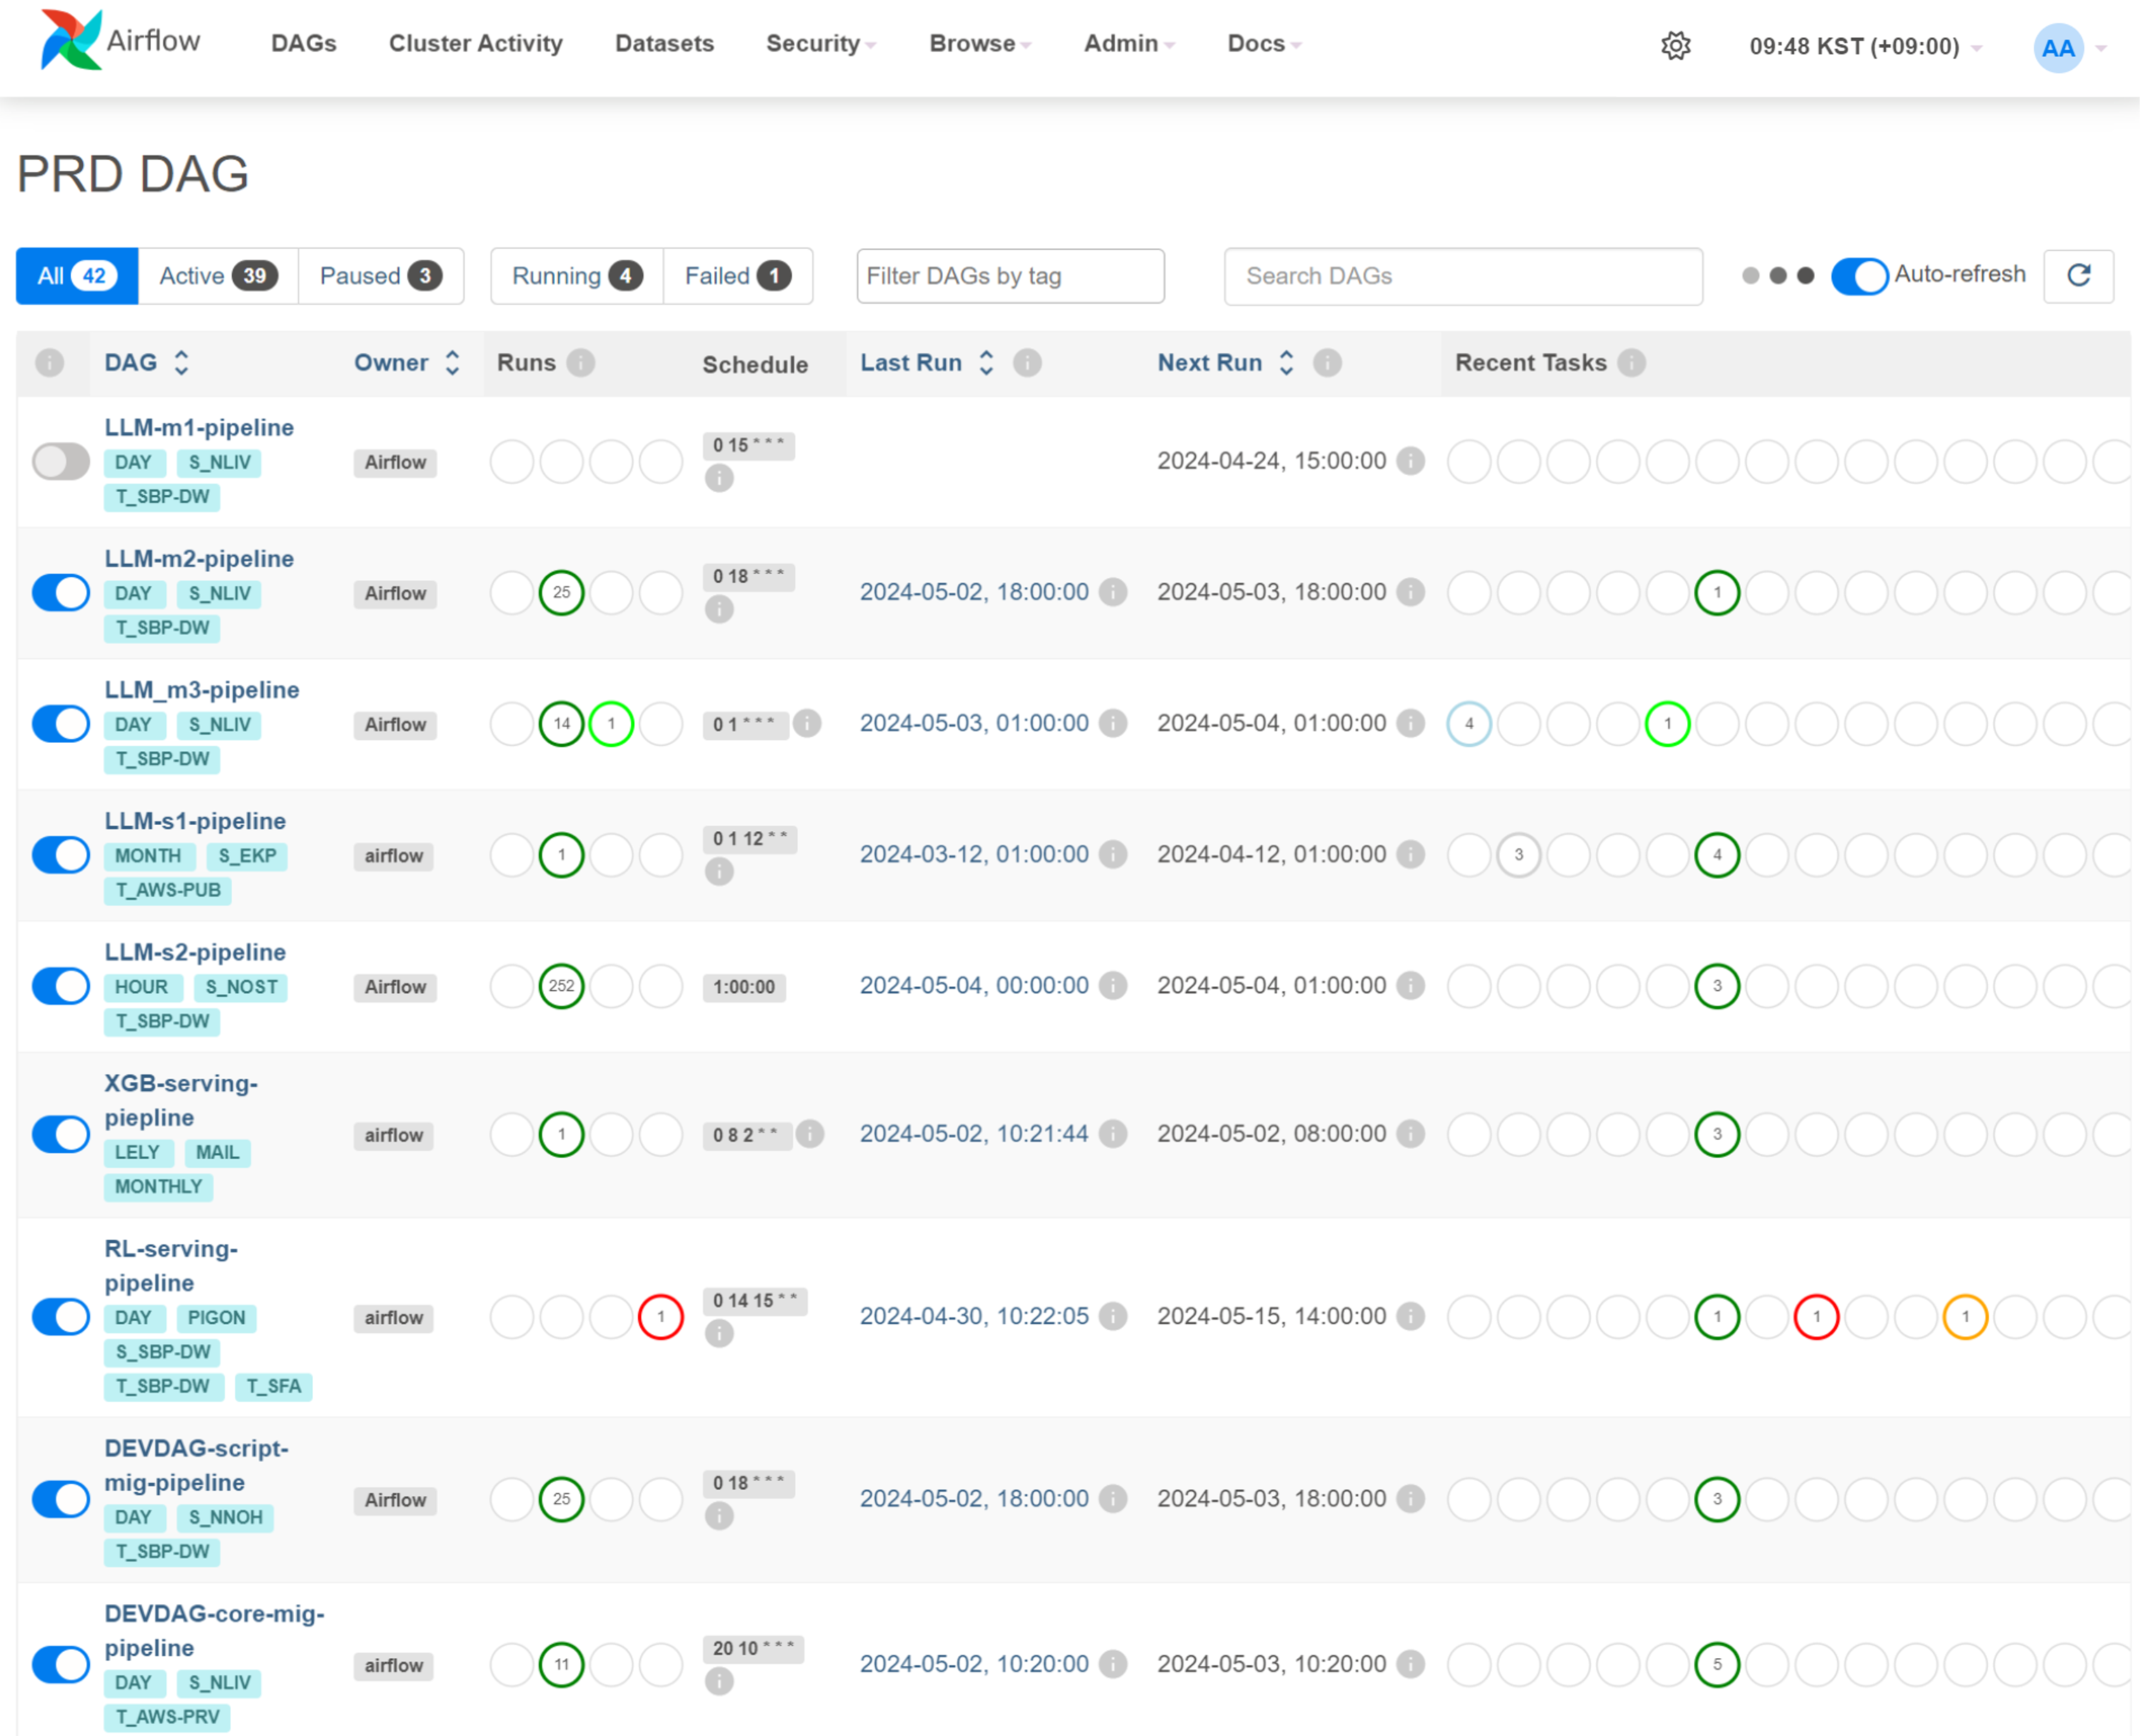 Airflow DAGs Cluster Activity Datasets Security Browse Admin Docs 09:48 KST (+09:00) AA
PRD DAG
All 42 Active 39 Paused 3 Running 4 Failed 1 Filter DAGs by tag Search DAGs Auto-refresh
i DAG Owner Runs i Schedule Last Run i Next Run i Recent Tasks i
LLM-m1-pipeline
DAY S_NLIV Airflow 0 15 * * * 2024-04-24, 15:00:00 i
T_SBP-DW i
LLM-m2-pipeline
DAY S_NLIV Airflow 25 0 18 * * * 2024-05-02, 18:00:00 i 2024-05-03, 18:00:00 i 1
T_SBP-DW i
LLM_m3-pipeline
DAY S_NLIV Airflow 14 1 0 1 * * * i 2024-05-03, 01:00:00 i 2024-05-04, 01:00:00 i 4 1
T_SBP-DW
LLM-s1-pipeline
MONTH S_EKP airflow 1 0 1 12 * * 2024-03-12, 01:00:00 i 2024-04-12, 01:00:00 i 3 4
T_AWS-PUB i
LLM-s2-pipeline
HOUR S_NOST Airflow 252 1:00:00 2024-05-04, 00:00:00 i 2024-05-04, 01:00:00 i 3
T_SBP-DW
XGB-serving-
piepline
LELY MAIL airflow 1 0 8 2 * * i 2024-05-02, 10:21:44 i 2024-05-02, 08:00:00 i 3
MONTHLY
RL-serving-
pipeline
DAY PIGON airflow 1 0 14 15 * * 2024-04-30, 10:22:05 i 2024-05-15, 14:00:00 i 1 1 1
S_SBP-DW i
T_SBP-DW T_SFA
DEVDAG-script-
mig-pipeline
DAY S_NNOH Airflow 25 0 18 * * * 2024-05-02, 18:00:00 i 2024-05-03, 18:00:00 i 3
T_SBP-DW i
DEVDAG-core-mig-
pipeline
DAY S_NLIV airflow 11 20 10 * * * 2024-05-02, 10:20:00 i 2024-05-03, 10:20:00 i 5
T_AWS-PRV i